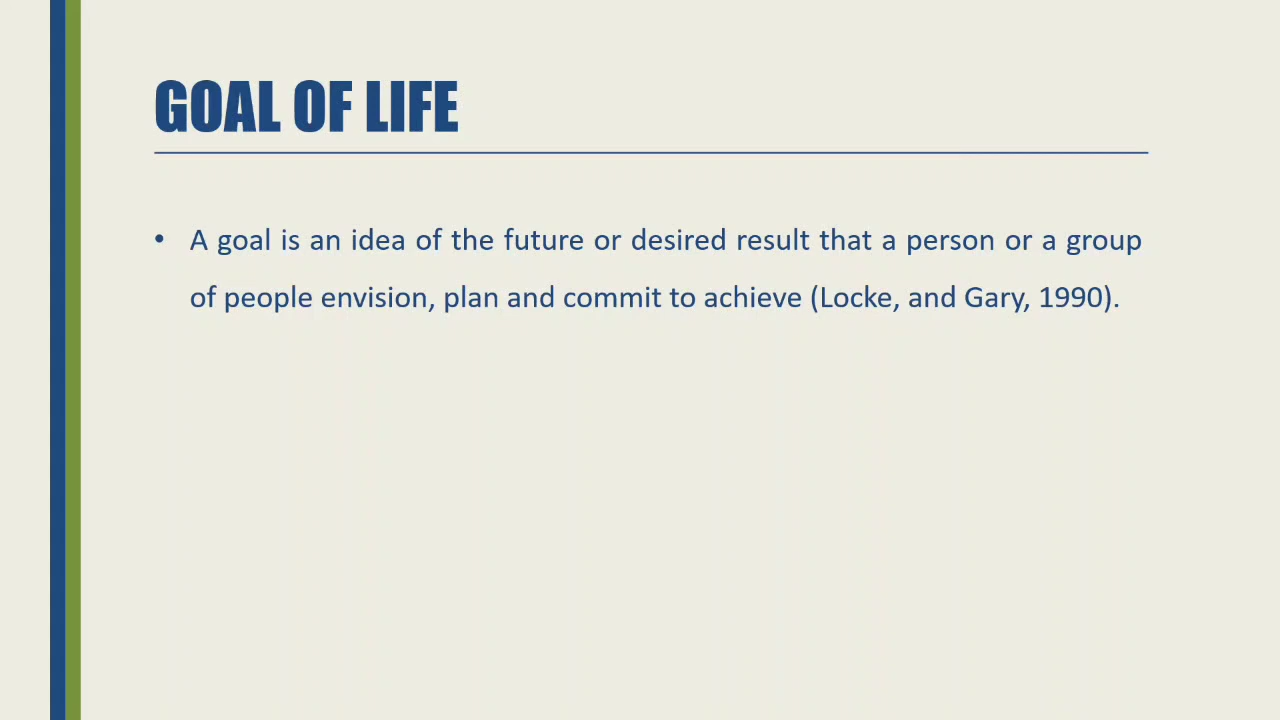 GOAL OF LIFE
• A goal is an idea of the future or desired result that a person or a group
of people envision, plan and commit to achieve (Locke, and Gary, 1990).